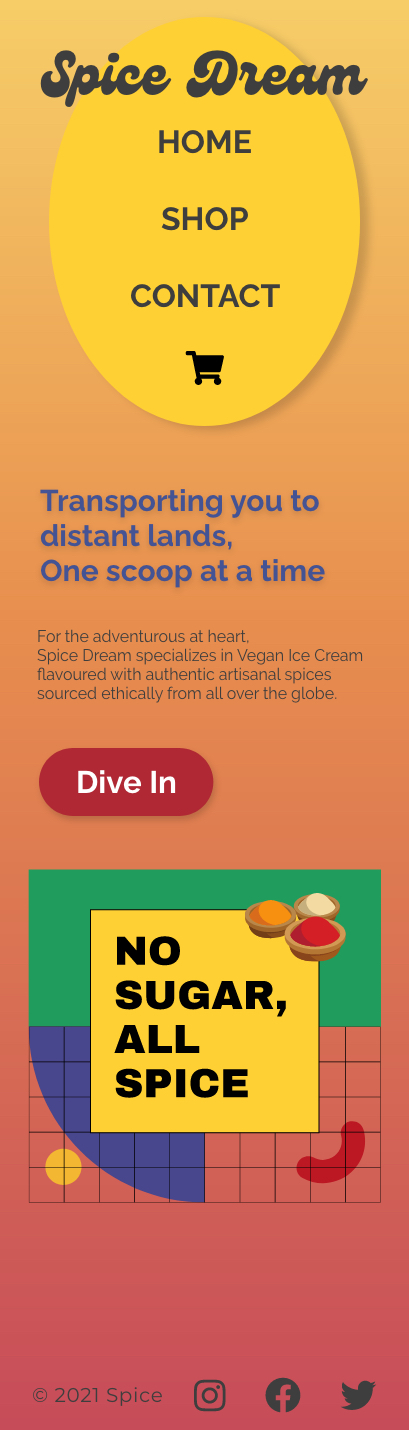 Spice Dream
HOME
SHOP
CONTACT
Transporting you to
distant lands,
One scoop at a time
For the adventurous at heart,
Spice Dream specializes in Vegan Ice Cream
flavoured with authentic artisanal spices
sourced ethically from all over the globe.
Dive In
NO
SUGAR,
ALL
SPICE
© 2021 Spice